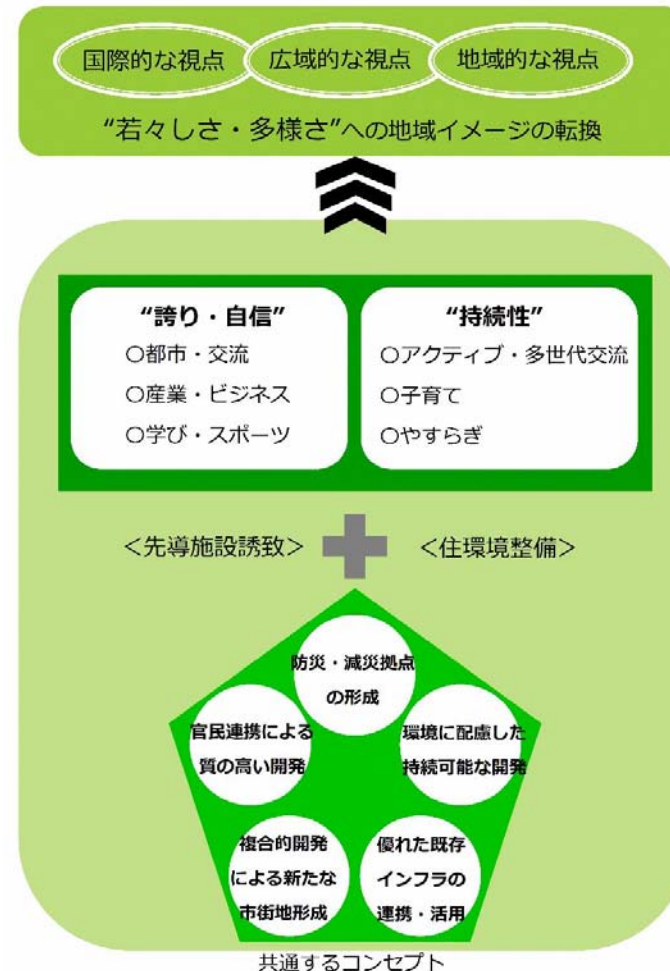 国際的な視点 広域的な視点 地域的な視点
“若々しさ・多様さ”への地域イメージの転換
“誇り・自信”
○都市・交流
○産業・ビジネス
○学び・スポーツ
“持続性”
○アクティブ・多世代交流
○子育て
○やすらぎ
＜先導施設誘致＞ ＜住環境整備＞
防災・減災拠点
の形成
官民連携による
質の高い開発
環境に配慮した
持続可能な開発
複合的開発
による新たな
市街地形成
優れた既存
インフラの
連携・活用
共通するコンセプト